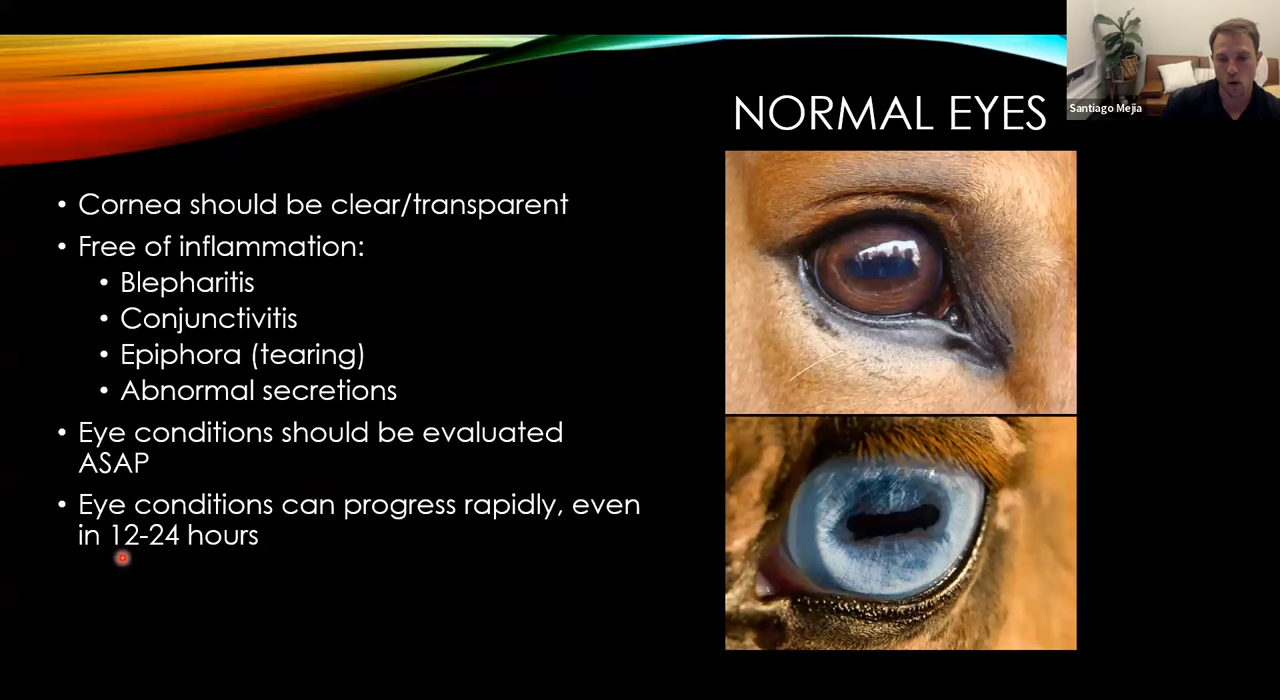 NORMAL EYES
Santiago Mejia
• Cornea should be clear/transparent
• Free of inflammation:
• Blepharitis
• Conjunctivitis
• Epiphora (tearing)
• Abnormal secretions
• Eye conditions should be evaluated
ASAP
• Eye conditions can progress rapidly, even
in 12-24 hours